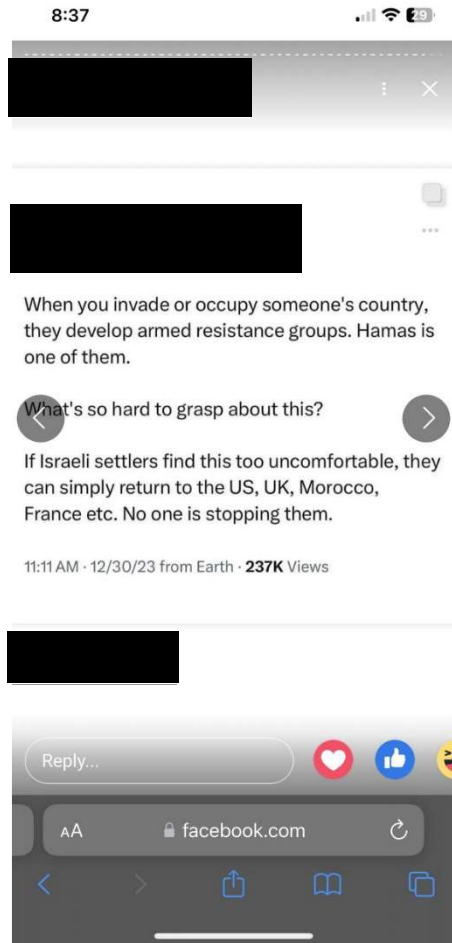 8:37
29
When you invade or occupy someone's country,
they develop armed resistance groups. Hamas is
one of them.
What's so hard to grasp about this?
If Israeli settlers find this too uncomfortable, they
can simply return to the US, UK, Morocco,
France etc. No one is stopping them.
11:11 AM · 12/30/23 from Earth · 237K Views
Reply...
AA facebook.com